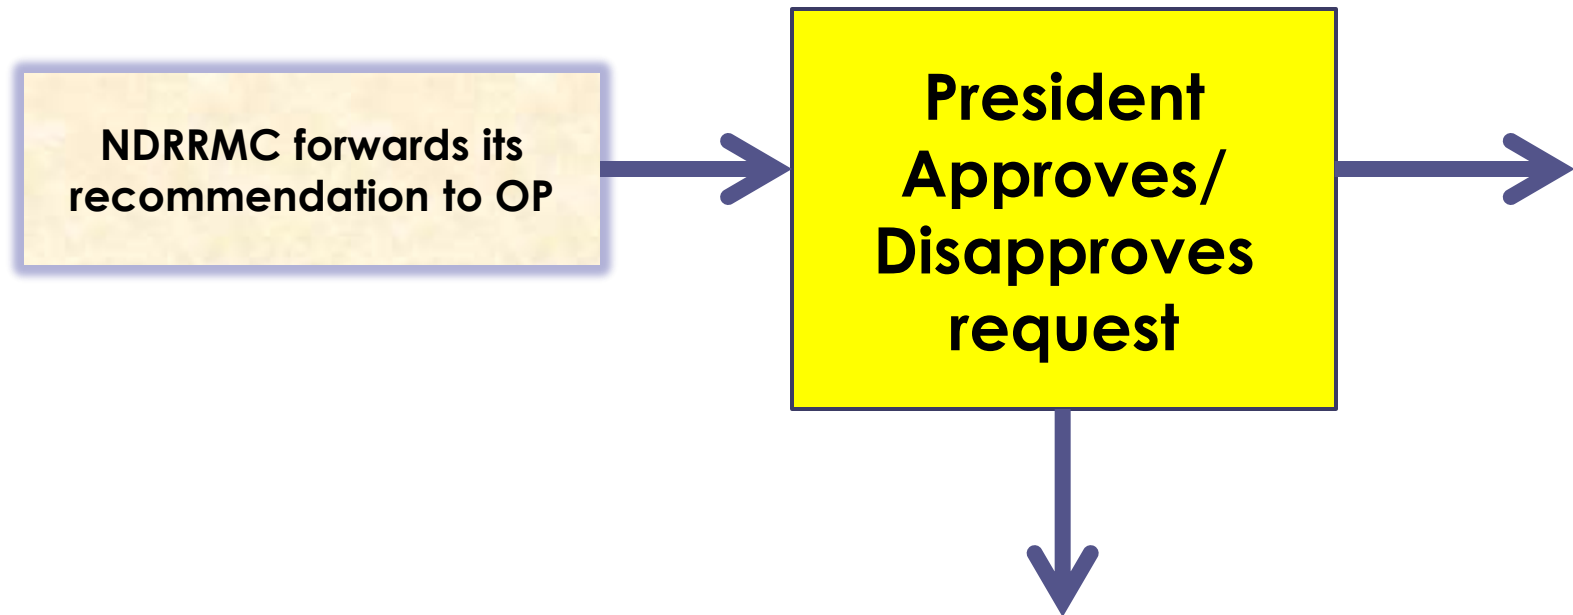 NDRRMC forwards its
recommendation to OP
President
Approves/
Disapproves
request